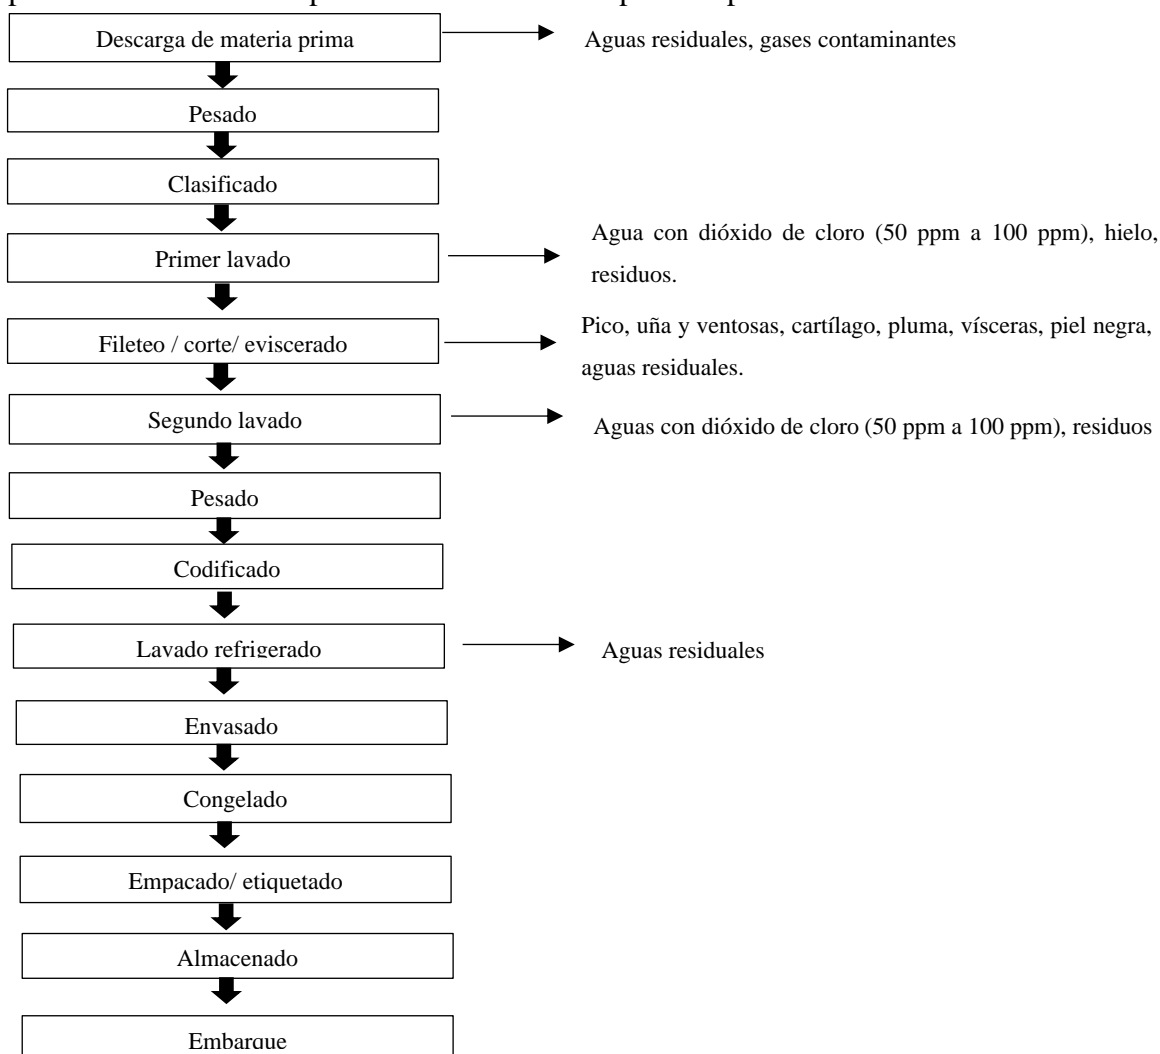 Descarga de materia prima
Aguas residuales, gases contaminantes
Pesado
Clasificado
Agua con dióxido de cloro (50 ppm a 100 ppm), hielo,
residuos.
Primer lavado
Pico, uña y ventosas, cartílago, pluma, vísceras, piel negra,
aguas residuales.
Fileteo / corte/ eviscerado
Segundo lavado
Aguas con dióxido de cloro (50 ppm a 100 ppm), residuos
Pesado
Codificado
Lavado refrigerado
Aguas residuales
Envasado
Congelado
Empacado/ etiquetado
Almacenado
Embarque